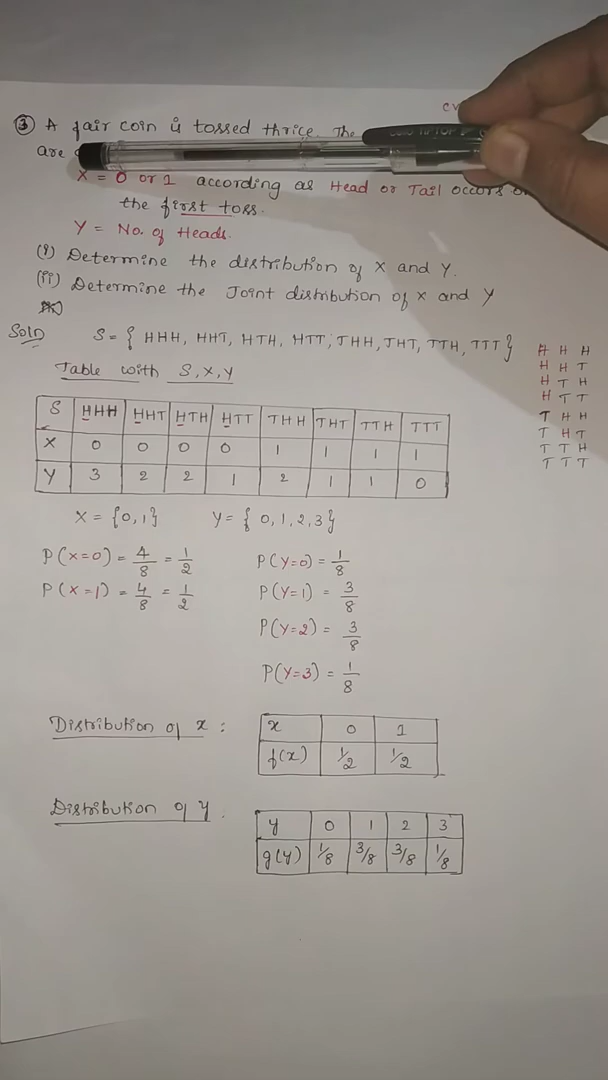 CV
③ A fair coin is tossed thrice. The
are
X = 0 or 1 according as Head or Tail occurs
the first toss.
Y = No. of Heads.
(i) Determine the distribution of X and Y.
(ii) Determine the Joint distribution of X and Y
Soln S = { HHH, HHT, HTH, HTT, THH, THT, TTH, TTT }
Table with S, X, Y
H H H
H H T
H T H
H T T
T H H
T H T
T T H
T T T
S HHH HHT HTH HTT THH THT TTH TTT
X 0 0 0 0 1 1 1 1
Y 3 2 2 1 2 1 1 0
X = {0,1} Y = { 0, 1, 2, 3 }
P(X=0) = 4/8 = 1/2 P(Y=0) = 1/8
P(X=1) = 4/8 = 1/2 P(Y=1) = 3/8
P(Y=2) = 3/8
P(Y=3) = 1/8
Distribution of x :
x 0 1
f(x) 1/2 1/2
Distribution of y :
y 0 1 2 3
g(y) 1/8 3/8 3/8 1/8